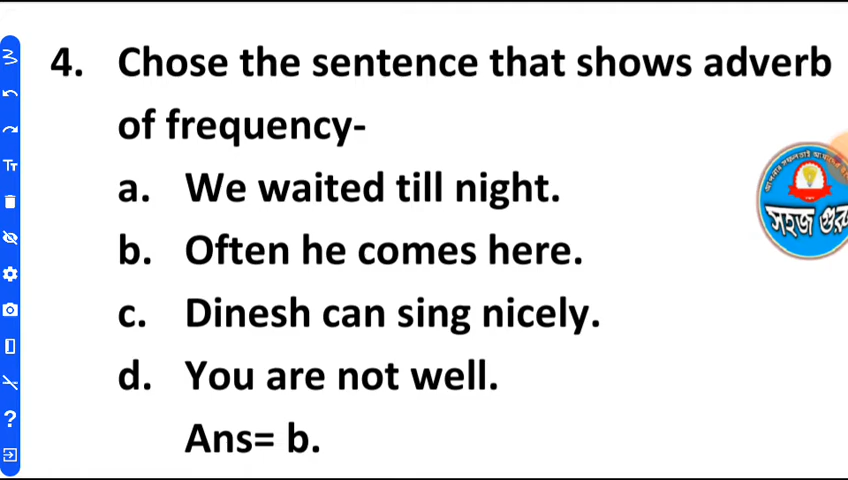 4. Chose the sentence that shows adverb
of frequency-
a. We waited till night.
b. Often he comes here.
c. Dinesh can sing nicely.
d. You are not well.
Ans= b.
সহজ গুরু